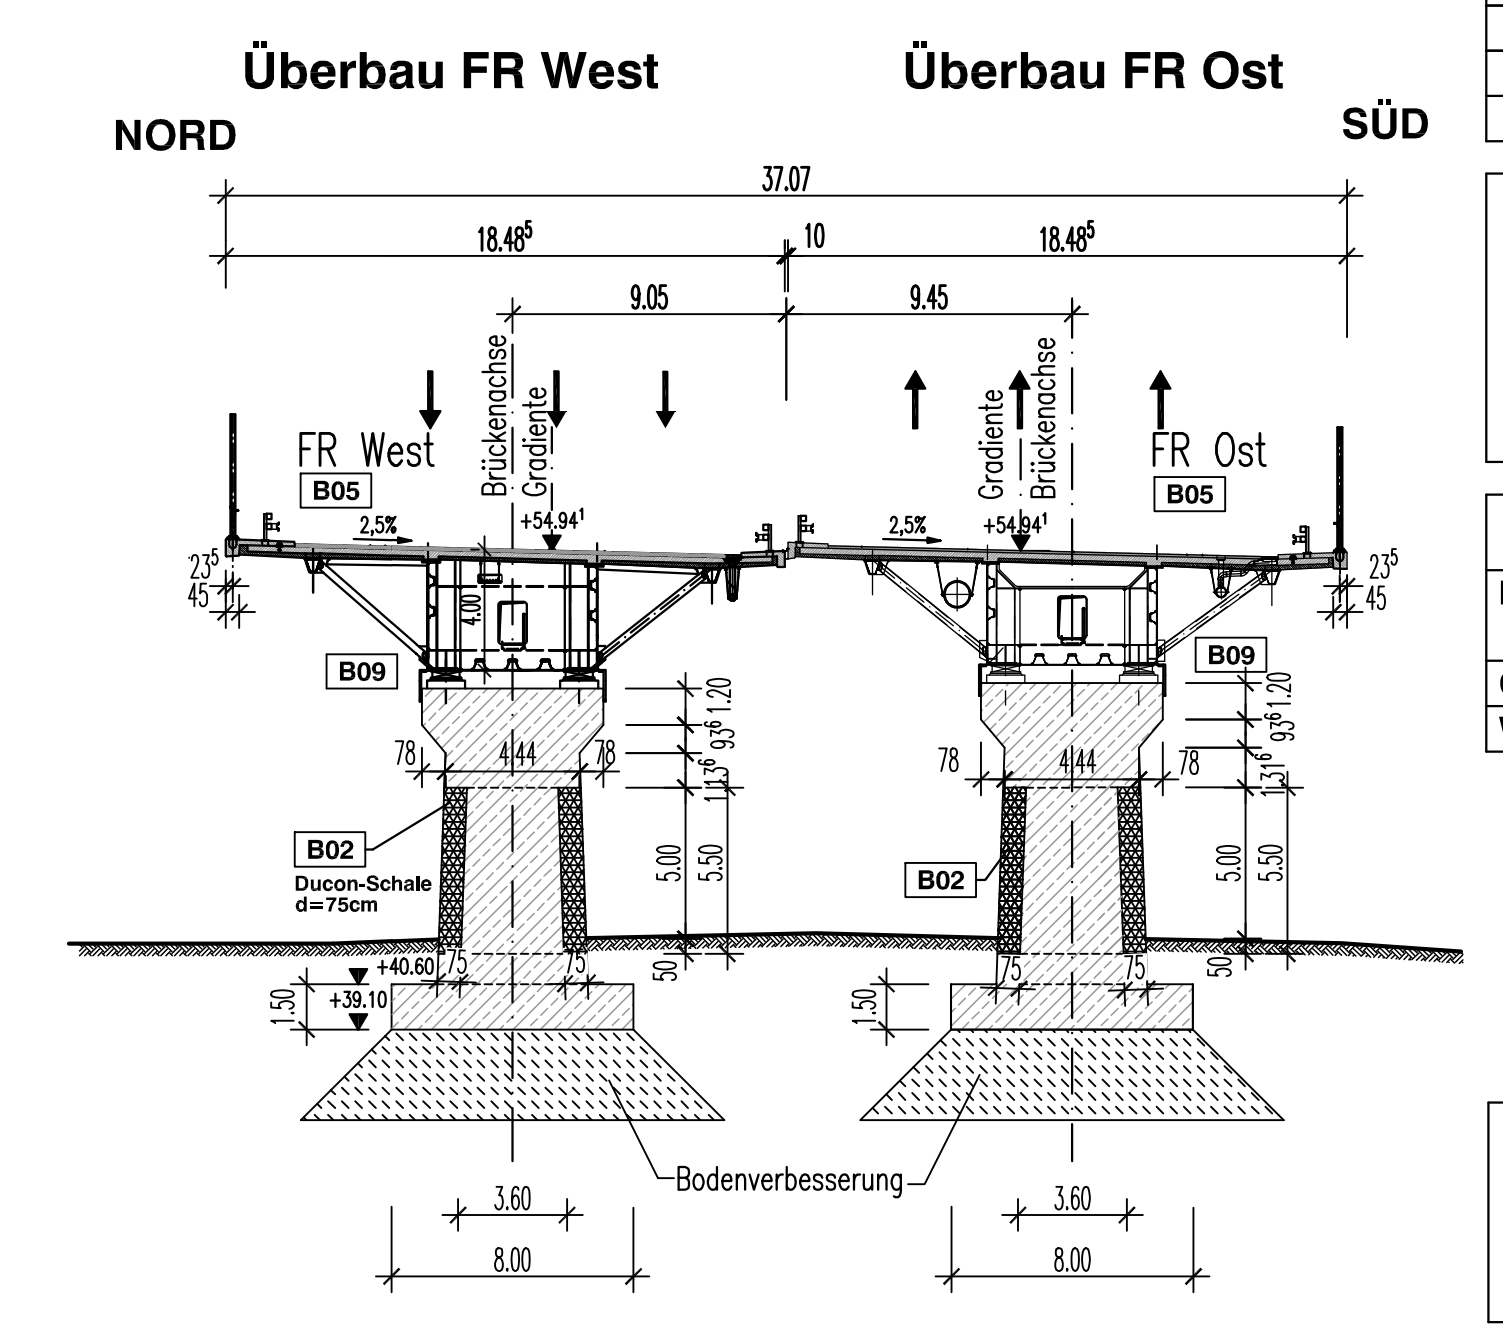 Überbau FR West
Überbau FR Ost
NORD
SÜD
37.07
18.48⁵
10
18.48⁵
9.05
9.45
Brückenachse
Gradiente
Gradiente
Brückenachse
FR West
FR Ost
B05
B05
2,5%
+54.94¹
2,5%
+54.94¹
23⁵
45
23⁵
45
4.00
B09
B09
1.20
93⁶
1.13⁶
1.20
93⁶
1.31⁶
78
4.44
78
78
4.44
78
B02
Ducon-Schale
d=75cm
B02
5.00
5.50
5.00
5.50
+40.60
75
75
50
75
75
50
1.50
+39.10
1.50
Bodenverbesserung
3.60
3.60
8.00
8.00